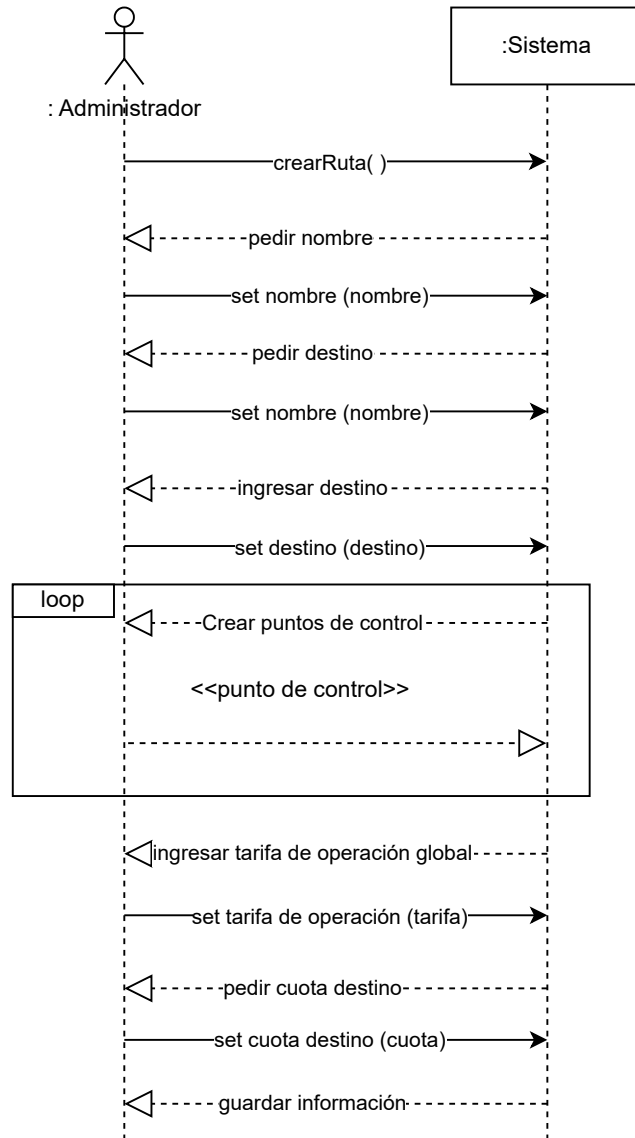 :Sistema
: Administrador
crearRuta( )
pedir nombre
set nombre (nombre)
pedir destino
set nombre (nombre)
ingresar destino
set destino (destino)
loop
Crear puntos de control
<<punto de control>>
ingresar tarifa de operación global
set tarifa de operación (tarifa)
pedir cuota destino
set cuota destino (cuota)
guardar información